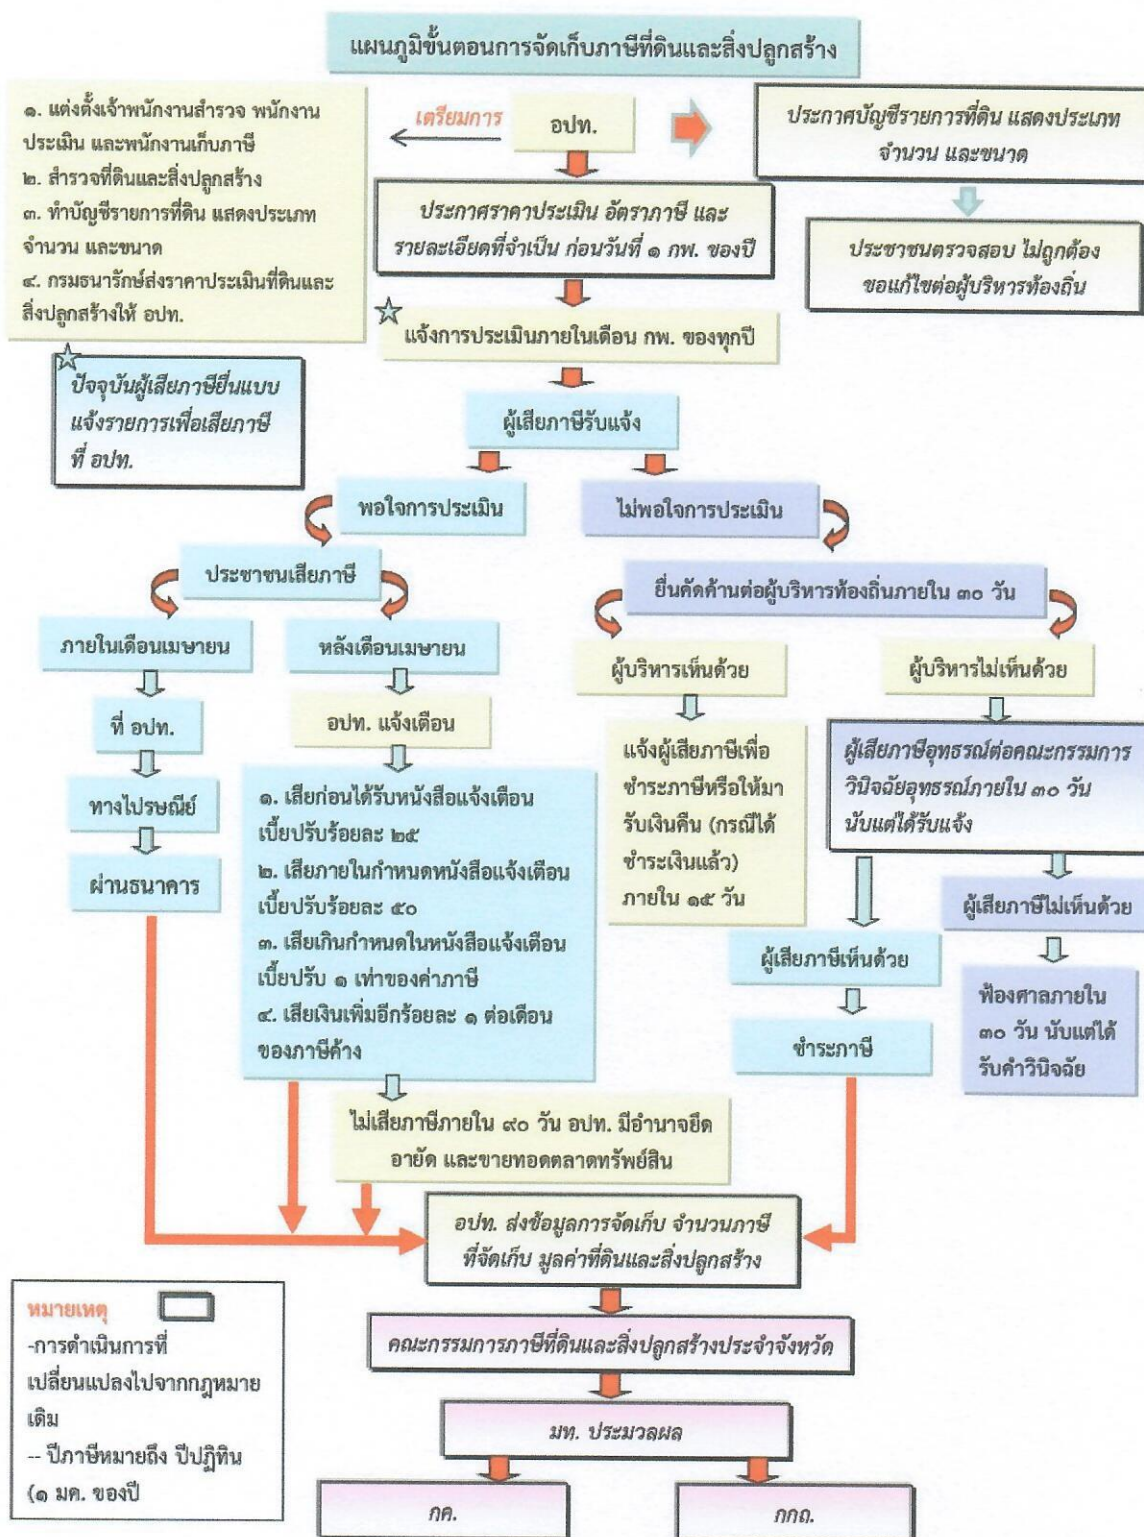 แผนภูมิขั้นตอนการจัดเก็บภาษีที่ดินและสิ่งปลูกสร้าง
๑. แต่งตั้งเจ้าพนักงานสำรวจ พนักงาน
ประเมิน และพนักงานเก็บภาษี
๒. สำรวจที่ดินและสิ่งปลูกสร้าง
๓. ทำบัญชีรายการที่ดิน แสดงประเภท
จำนวน และขนาด
๔. กรมธนารักษ์ส่งราคาประเมินที่ดินและ
สิ่งปลูกสร้างให้ อปท.
เตรียมการ
อปท.
ประกาศบัญชีรายการที่ดิน แสดงประเภท
จำนวน และขนาด
ประชาชนตรวจสอบ ไม่ถูกต้อง
ขอแก้ไขต่อผู้บริหารท้องถิ่น
ประกาศราคาประเมิน อัตราภาษี และ
รายละเอียดที่จำเป็น ก่อนวันที่ ๑ กพ. ของปี
แจ้งการประเมินภายในเดือน กพ. ของทุกปี
ปัจจุบันผู้เสียภาษียื่นแบบ
แจ้งรายการเพื่อเสียภาษี
ที่ อปท.
ผู้เสียภาษีรับแจ้ง
พอใจการประเมิน
ไม่พอใจการประเมิน
ประชาชนเสียภาษี
ยื่นคัดค้านต่อผู้บริหารท้องถิ่นภายใน ๓๐ วัน
ภายในเดือนเมษายน
หลังเดือนเมษายน
ผู้บริหารเห็นด้วย
ผู้บริหารไม่เห็นด้วย
ที่ อปท.
ทางไปรษณีย์
ผ่านธนาคาร
อปท. แจ้งเตือน
๑. เสียก่อนได้รับหนังสือแจ้งเตือน
เบี้ยปรับร้อยละ ๒๕
๒. เสียภายในกำหนดหนังสือแจ้งเตือน
เบี้ยปรับร้อยละ ๕๐
๓. เสียเกินกำหนดในหนังสือแจ้งเตือน
เบี้ยปรับ ๑ เท่าของค่าภาษี
๔. เสียเงินเพิ่มอีกร้อยละ ๑ ต่อเดือน
ของภาษีค้าง
แจ้งผู้เสียภาษีเพื่อ
ชำระภาษีหรือให้มา
รับเงินคืน (กรณีได้
ชำระเงินแล้ว)
ภายใน ๑๕ วัน
ผู้เสียภาษีอุทธรณ์ต่อคณะกรรมการ
วินิจฉัยอุทธรณ์ภายใน ๓๐ วัน
นับแต่ได้รับแจ้ง
ผู้เสียภาษีไม่เห็นด้วย
ผู้เสียภาษีเห็นด้วย
ฟ้องศาลภายใน
๓๐ วัน นับแต่ได้
รับคำวินิจฉัย
ชำระภาษี
ไม่เสียภาษีภายใน ๙๐ วัน อปท. มีอำนาจยึด
อายัด และขายทอดตลาดทรัพย์สิน
อปท. ส่งข้อมูลการจัดเก็บ จำนวนภาษี
ที่จัดเก็บ มูลค่าที่ดินและสิ่งปลูกสร้าง
คณะกรรมการภาษีที่ดินและสิ่งปลูกสร้างประจำจังหวัด
มท. ประมวลผล
กค.
กกถ.
หมายเหตุ
-การดำเนินการที่
เปลี่ยนแปลงไปจากกฎหมาย
เดิม
-- ปีภาษีหมายถึง ปีปฏิทิน
(๑ มค. ของปี